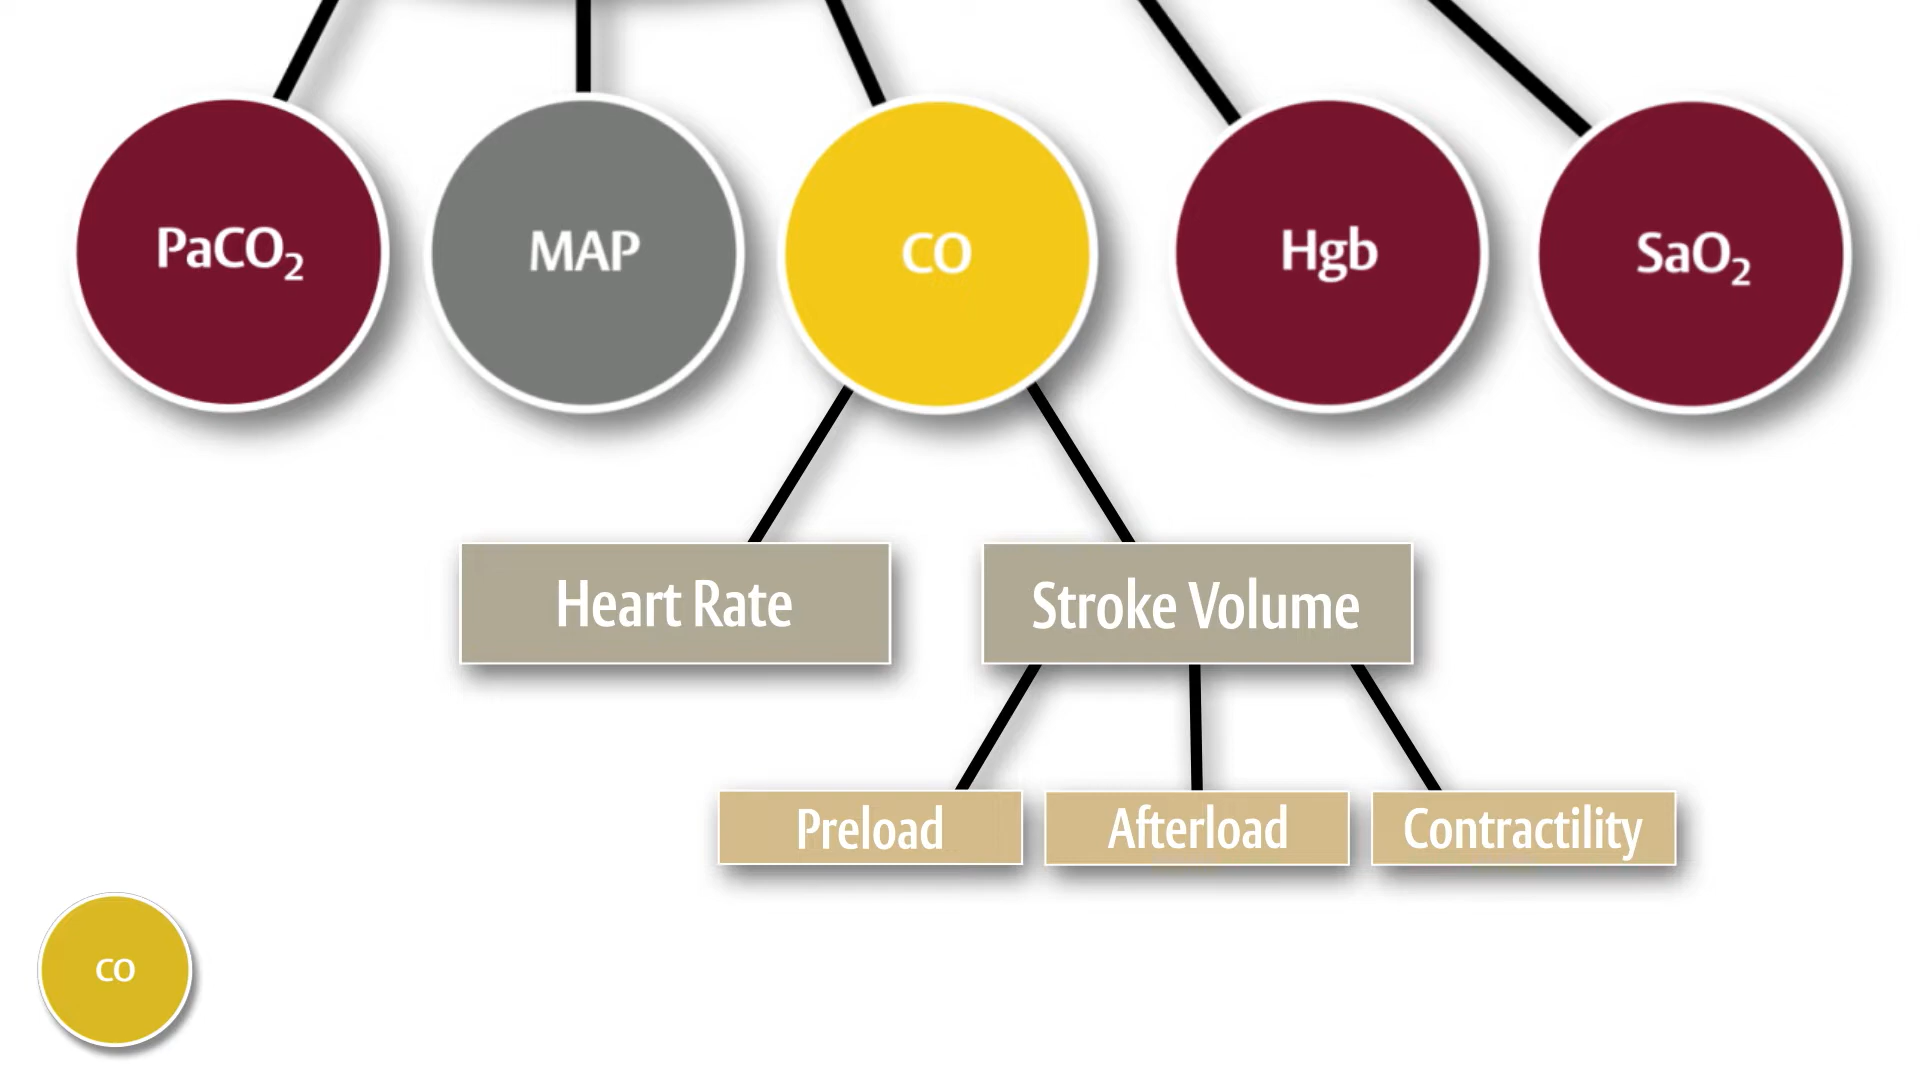 PaCO₂
MAP
CO
Hgb
SaO₂
Heart Rate
Stroke Volume
Preload
Afterload
Contractility
CO